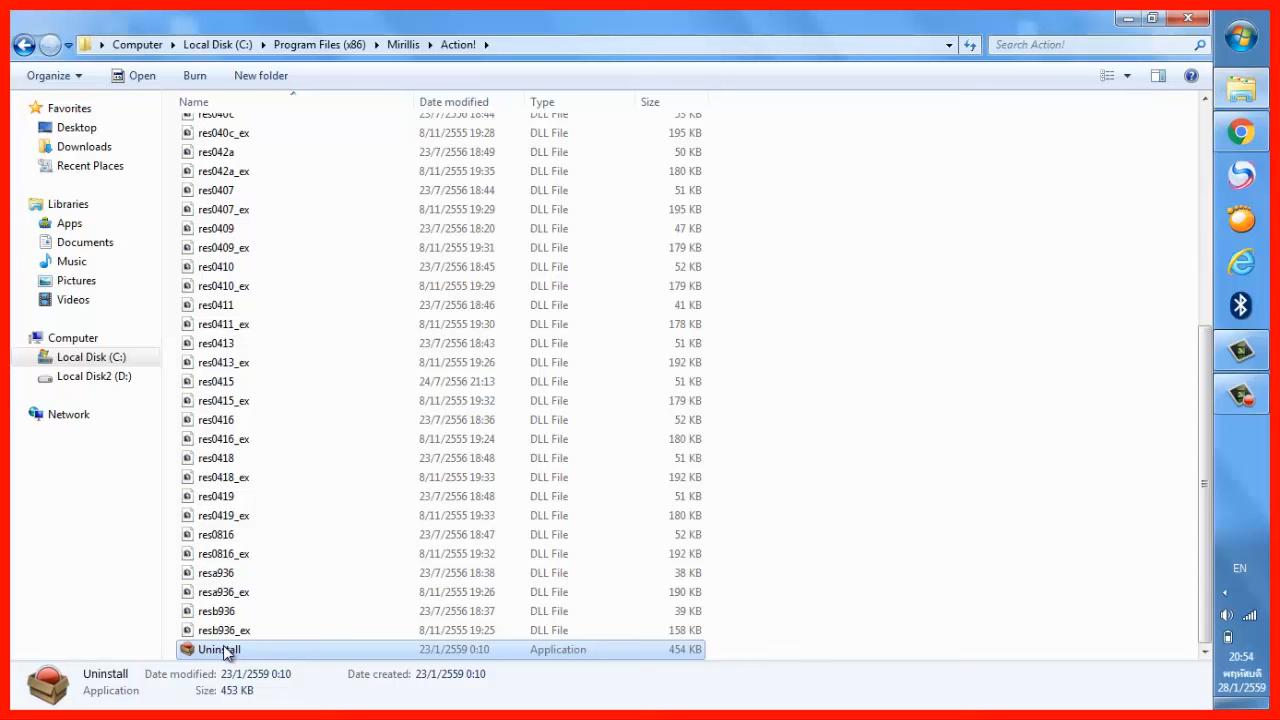 Computer ▸ Local Disk (C:) ▸ Program Files (x86) ▸ Mirillis ▸ Action! ▸
Search Action!
Organize Open Burn New folder
Name Date modified Type Size
Favorites
Desktop
Downloads
Recent Places
Libraries
Apps
Documents
Music
Pictures
Videos
Computer
Local Disk (C:)
Local Disk2 (D:)
Network
res040c 23/7/2556 18:44 DLL File 53 KB
res040c_ex 8/11/2555 19:28 DLL File 195 KB
res042a 23/7/2556 18:49 DLL File 50 KB
res042a_ex 8/11/2555 19:35 DLL File 180 KB
res0407 23/7/2556 18:44 DLL File 51 KB
res0407_ex 8/11/2555 19:29 DLL File 195 KB
res0409 23/7/2556 18:20 DLL File 47 KB
res0409_ex 8/11/2555 19:31 DLL File 179 KB
res0410 23/7/2556 18:45 DLL File 52 KB
res0410_ex 8/11/2555 19:29 DLL File 179 KB
res0411 23/7/2556 18:46 DLL File 41 KB
res0411_ex 8/11/2555 19:30 DLL File 178 KB
res0413 23/7/2556 18:43 DLL File 51 KB
res0413_ex 8/11/2555 19:26 DLL File 192 KB
res0415 24/7/2556 21:13 DLL File 51 KB
res0415_ex 8/11/2555 19:32 DLL File 179 KB
res0416 23/7/2556 18:36 DLL File 52 KB
res0416_ex 8/11/2555 19:24 DLL File 180 KB
res0418 23/7/2556 18:48 DLL File 51 KB
res0418_ex 8/11/2555 19:33 DLL File 180 KB
res0419 23/7/2556 18:48 DLL File 51 KB
res0419_ex 8/11/2555 19:33 DLL File 180 KB
res0816 23/7/2556 18:47 DLL File 52 KB
res0816_ex 8/11/2555 19:32 DLL File 192 KB
resa936 23/7/2556 18:38 DLL File 38 KB
resa936_ex 8/11/2555 19:26 DLL File 190 KB
resb936 23/7/2556 18:37 DLL File 39 KB
resb936_ex 8/11/2555 19:25 DLL File 158 KB
Uninstall 23/1/2559 0:10 Application 454 KB
Uninstall Date modified: 23/1/2559 0:10 Date created: 23/1/2559 0:10
Application Size: 453 KB
EN
20:54
พฤหัสบดี
28/1/2559